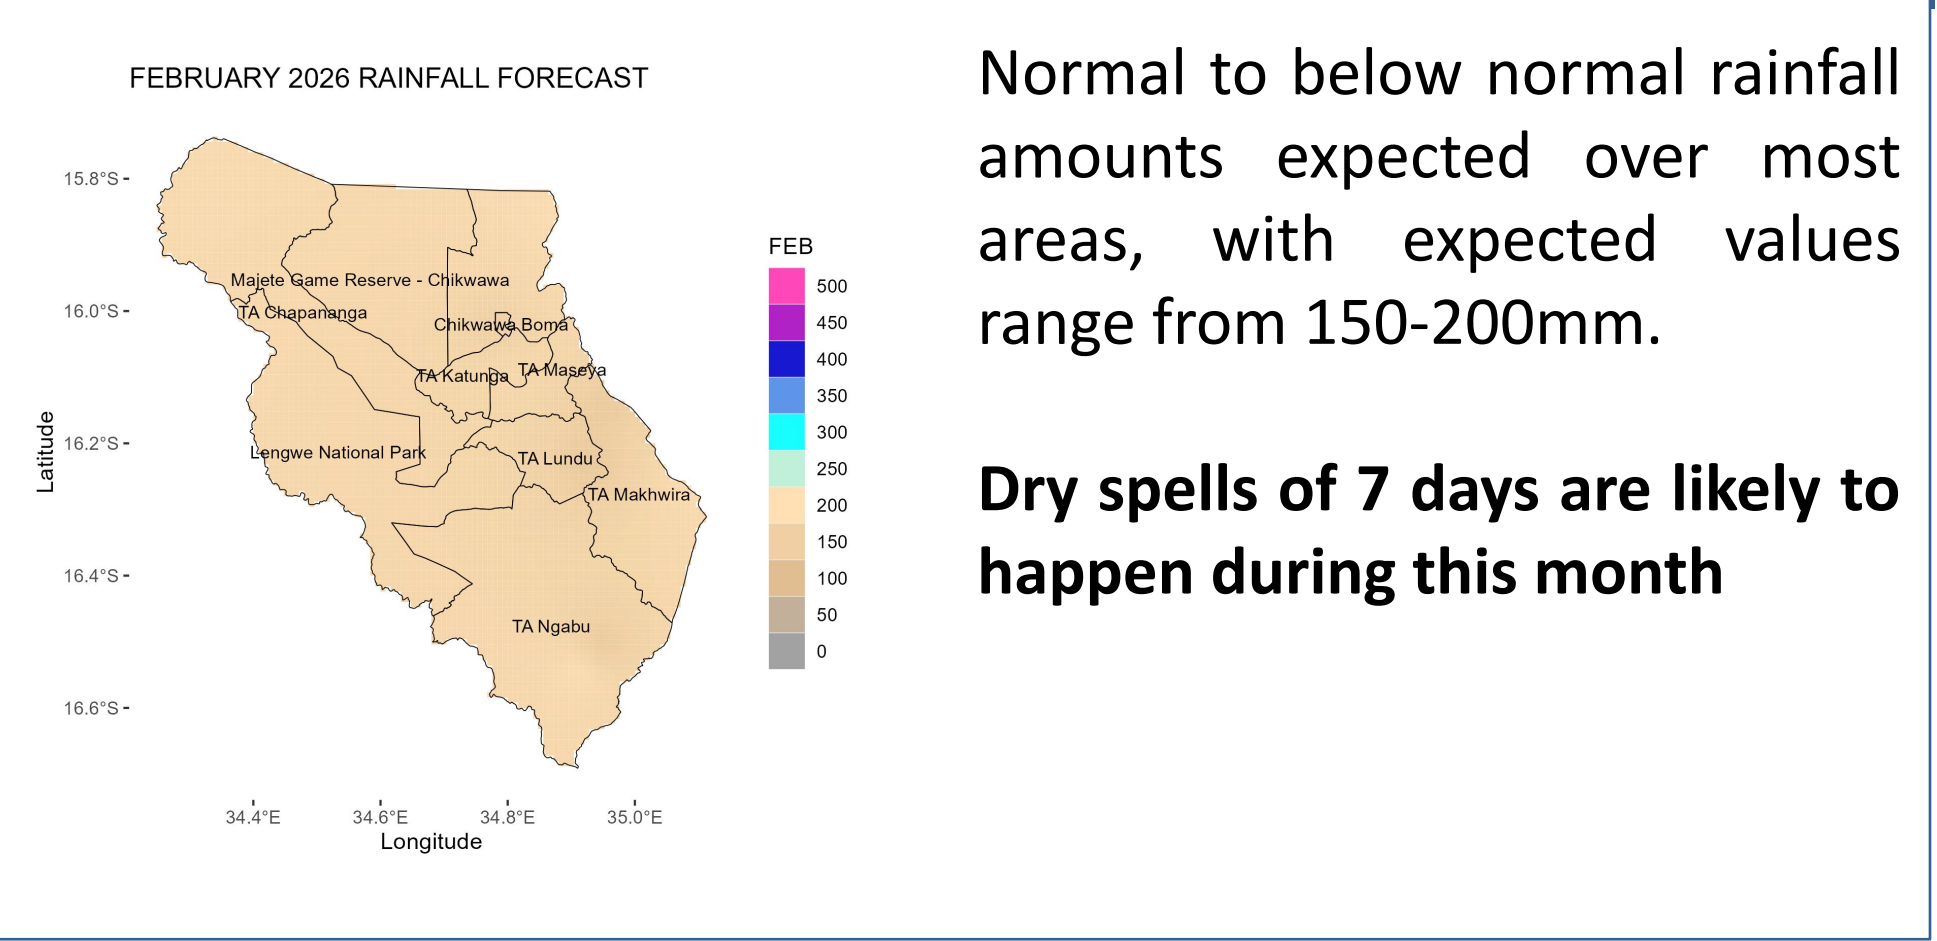 FEBRUARY 2026 RAINFALL FORECAST
15.8°S
16.0°S
16.2°S
16.4°S
16.6°S
Latitude
34.4°E
34.6°E
34.8°E
35.0°E
Longitude
Majete Game Reserve - Chikwawa
TA Chapananga
Chikwawa Boma
TA Katunga
TA Maseya
Lengwe National Park
TA Lundu
TA Makhwira
TA Ngabu
FEB
500
450
400
350
300
250
200
150
100
50
0
Normal to below normal rainfall
amounts expected over most
areas, with expected values
range from 150-200mm.
Dry spells of 7 days are likely to
happen during this month